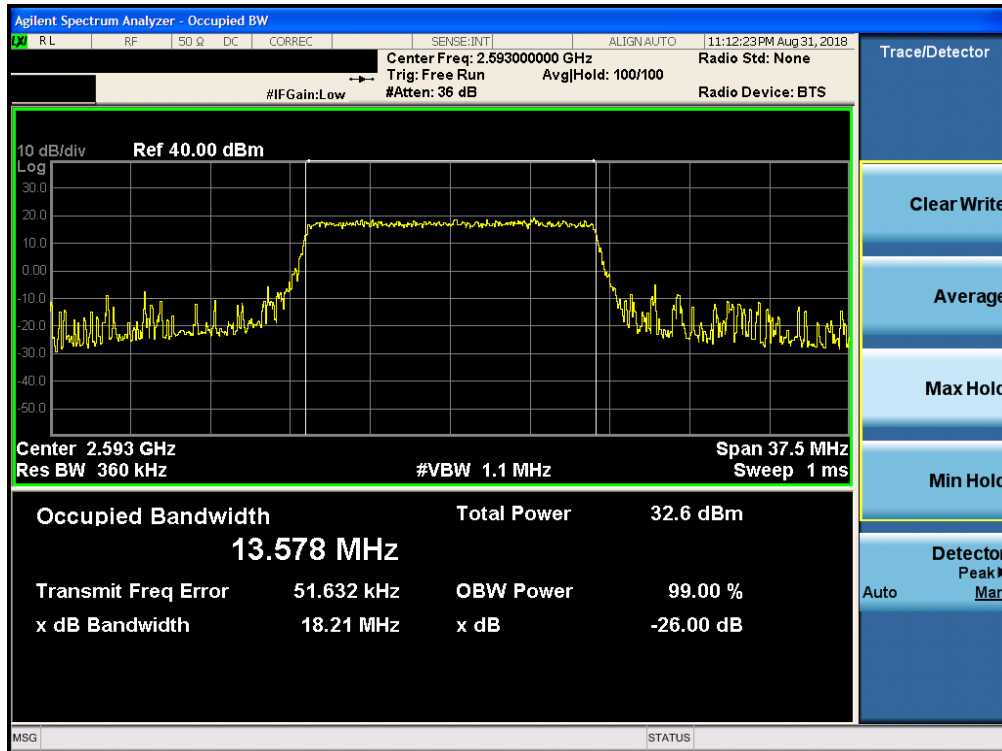 Agilent Spectrum Analyzer - Occupied BW
LXI RL RF 50 Ω DC CORREC SENSE:INT ALIGN AUTO 11:12:23 PM Aug 31, 2018
Center Freq: 2.593000000 GHz Radio Std: None
Trig: Free Run Avg|Hold: 100/100
#IFGain:Low #Atten: 36 dB Radio Device: BTS
10 dB/div Ref 40.00 dBm
Log
30.0
20.0
10.0
0.00
-10.0
-20.0
-30.0
-40.0
-50.0
Center 2.593 GHz Span 37.5 MHz
Res BW 360 kHz #VBW 1.1 MHz Sweep 1 ms
Occupied Bandwidth Total Power 32.6 dBm
13.578 MHz
Transmit Freq Error 51.632 kHz OBW Power 99.00 %
x dB Bandwidth 18.21 MHz x dB -26.00 dB
MSG STATUS
Trace/Detector
Clear Write
Average
Max Hold
Min Hold
Detector
Peak
Auto Man